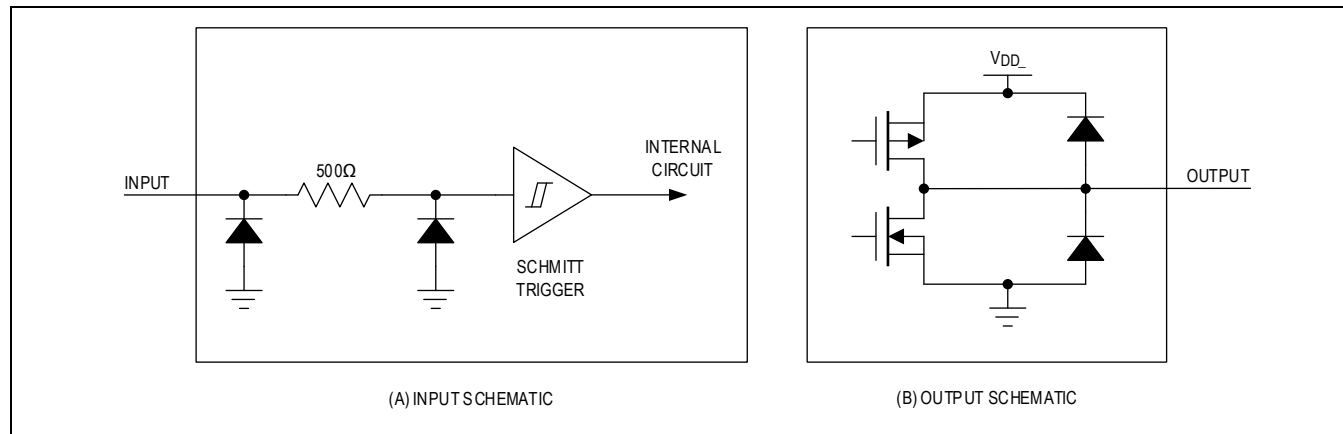 INPUT
500Ω
SCHMITT
TRIGGER
INTERNAL
CIRCUIT
(A) INPUT SCHEMATIC
VDD_
OUTPUT
(B) OUTPUT SCHEMATIC